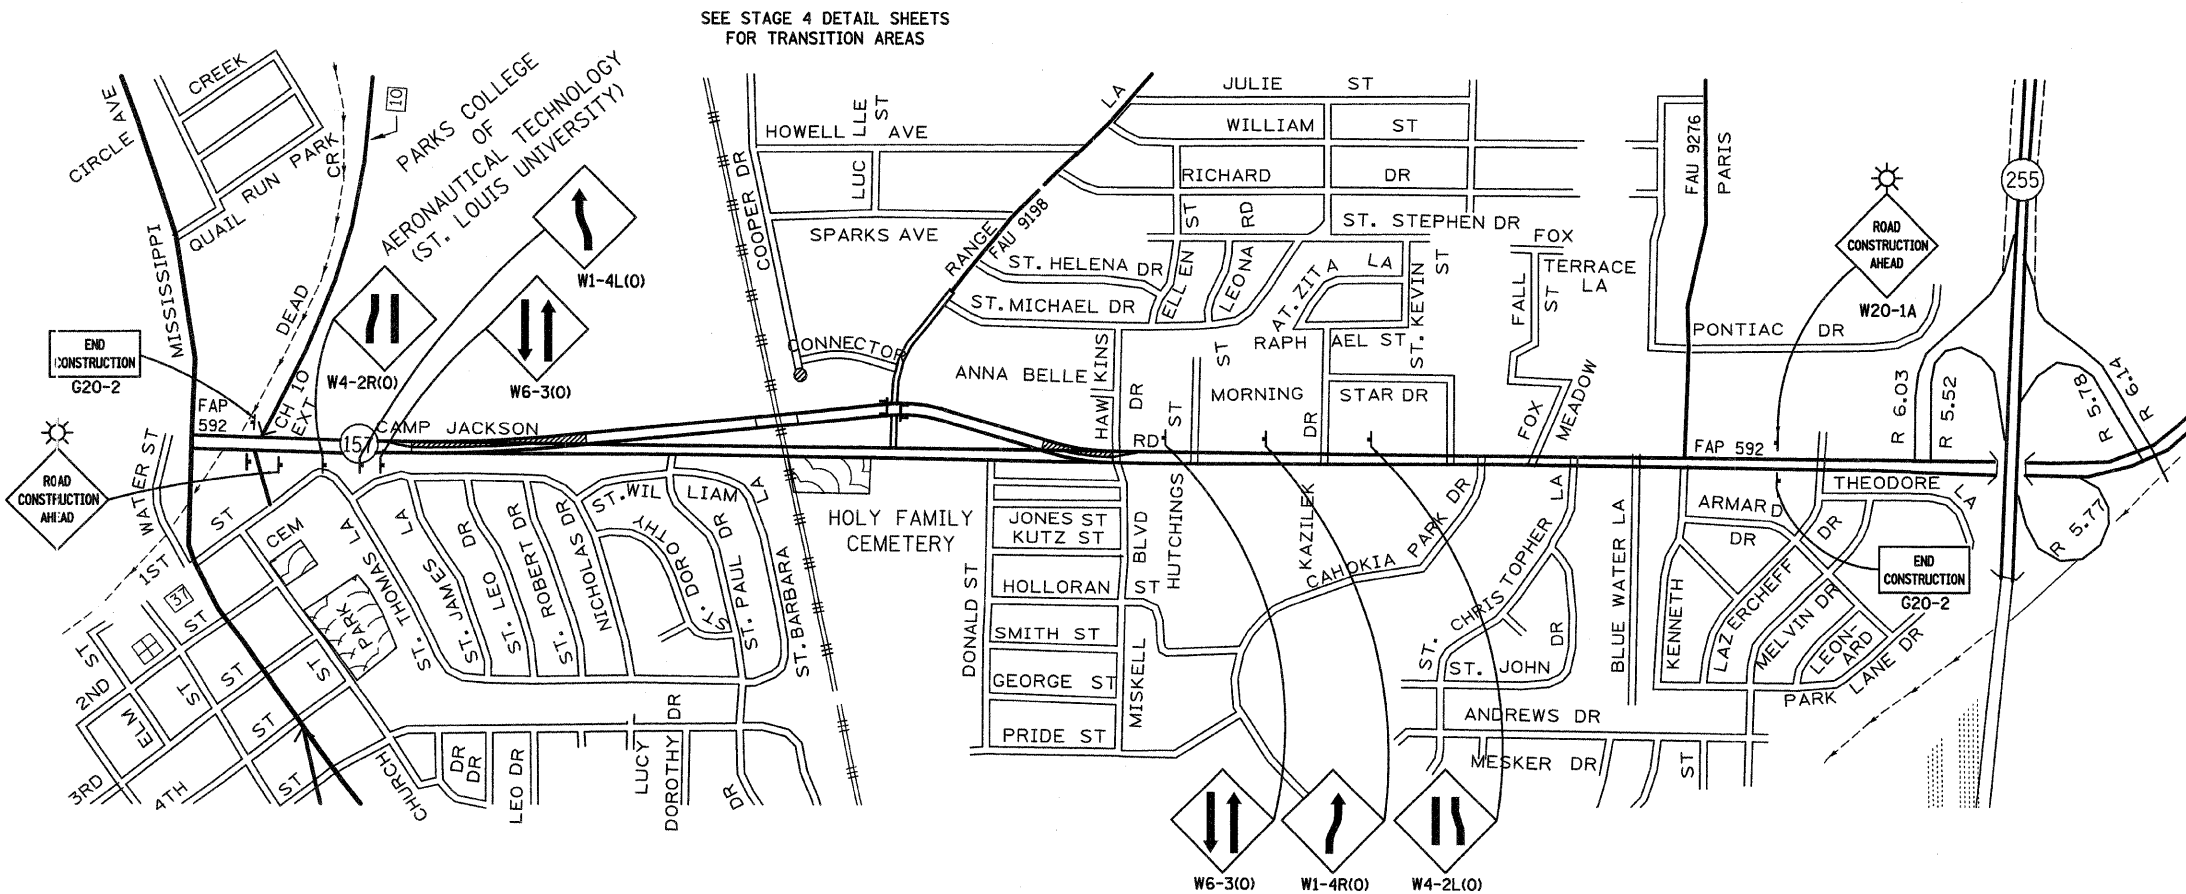 SEE STAGE 4 DETAIL SHEETS
FOR TRANSITION AREAS
CIRCLE AVE
CREEK
QUAIL RUN PARK
CR
10
PARKS COLLEGE
OF
AERONAUTICAL TECHNOLOGY
(ST. LOUIS UNIVERSITY)
MISSISSIPPI
DEAD
W1-4L(O)
W4-2R(O)
W6-3(O)
END
CONSTRUCTION
G20-2
FAP
592
CH 10
EXT
157
CAMP JACKSON
RD
ROAD
CONSTRUCTION
AHEAD
WATER ST
COOPER DR
HOWELL AVE
LUC LLE
ST
SPARKS AVE
CONNECTOR
RANGE LA
FAU 9198
JULIE ST
WILLIAM ST
RICHARD DR
ST. STEPHEN DR
ST. HELENA DR
ST. MICHAEL DR
ELLEN ST
LEONA RD
AT. ZIT A LA
ST. KEVIN ST
RAPH AEL ST
ST
ANNA BELLE
HAW KINS
DR
ST
MORNING STAR DR
DR
FOX
TERRACE
LA
FALL ST
FOX MEADOW
FAU 9276
PARIS
PONTIAC DR
ROAD
CONSTRUCTION
AHEAD
W20-1A
255
R 6.03
R 5.52
R 5.78
R 6.14
R 5.77
FAP 592
THEODORE LA
ARMAR D
DR
DR
END
CONSTRUCTION
G20-2
KENNETH
LAZ ERCHEFF
MELVIN DR
LEON-
ARD
PARK LANE DR
BLUE WATER LA
ST. CHRISTOPHER LA
CAHOKIA PARK DR
KAZILEK
HUTCHINGS
BLVD
MISKELL
ST. JOHN DR
ANDREWS DR
MESKER DR
ST
HOLY FAMILY
CEMETERY
JONES ST
KUTZ ST
HOLLORAN ST
SMITH ST
GEORGE ST
PRIDE ST
DONALD ST
ST. BARBARA LA
ST. WIL LIAM
ST. PAUL DR
ST. DOROTHY
NICHOLAS DR
ST. ROBERT DR
ST. LEO DR
ST. JAMES LA
ST. THOMAS LA
CEM
PARK
1ST ST
37
2ND ST
3RD ST
4TH ST
ELM ST
ST
ST
CHURCH ST
DR
DR
LEO DR
LUCY
DOROTHY DR
DR
W6-3(O)
W1-4R(O)
W4-2L(O)